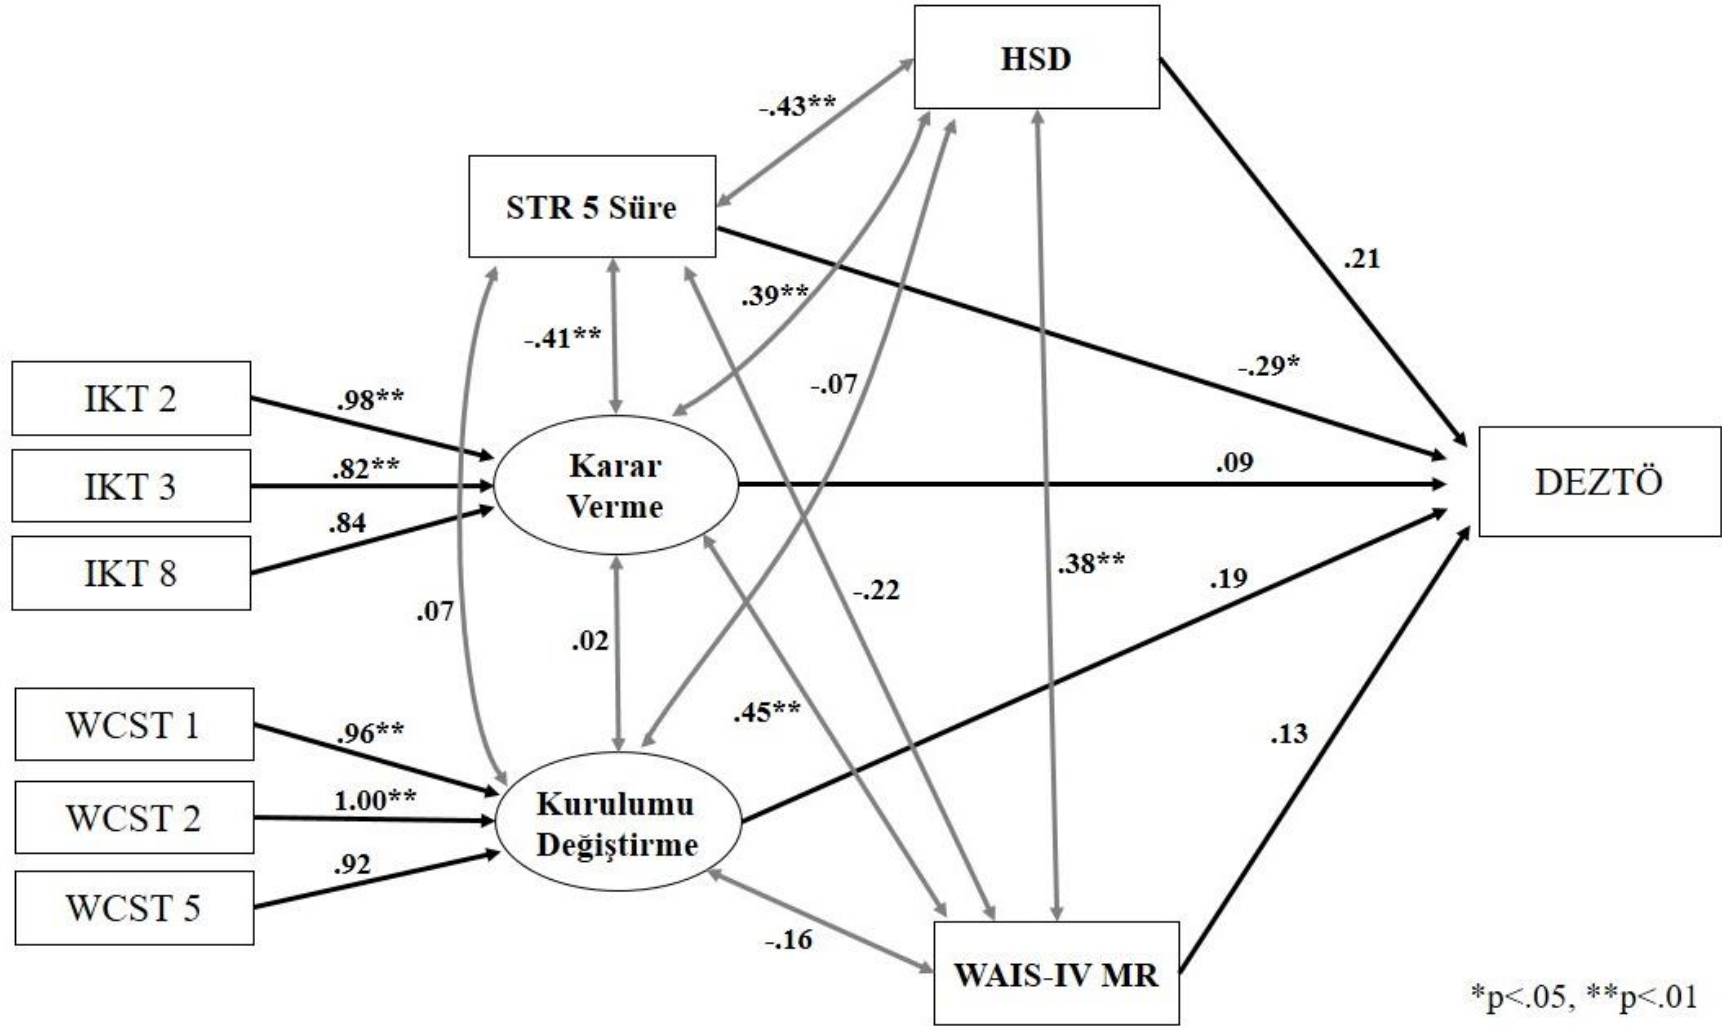 HSD
-.43**
STR 5 Süre
.21
.39**
-.41**
-.29*
-.07
IKT 2
.98**
Karar
Verme
.09
IKT 3
.82**
DEZTÖ
.84
IKT 8
.38**
.19
-.22
.07
.02
WCST 1
.96**
.45**
.13
WCST 2
1.00**
Kurulumu
Değiştirme
.92
WCST 5
-.16
WAIS-IV MR
*p<.05, **p<.01